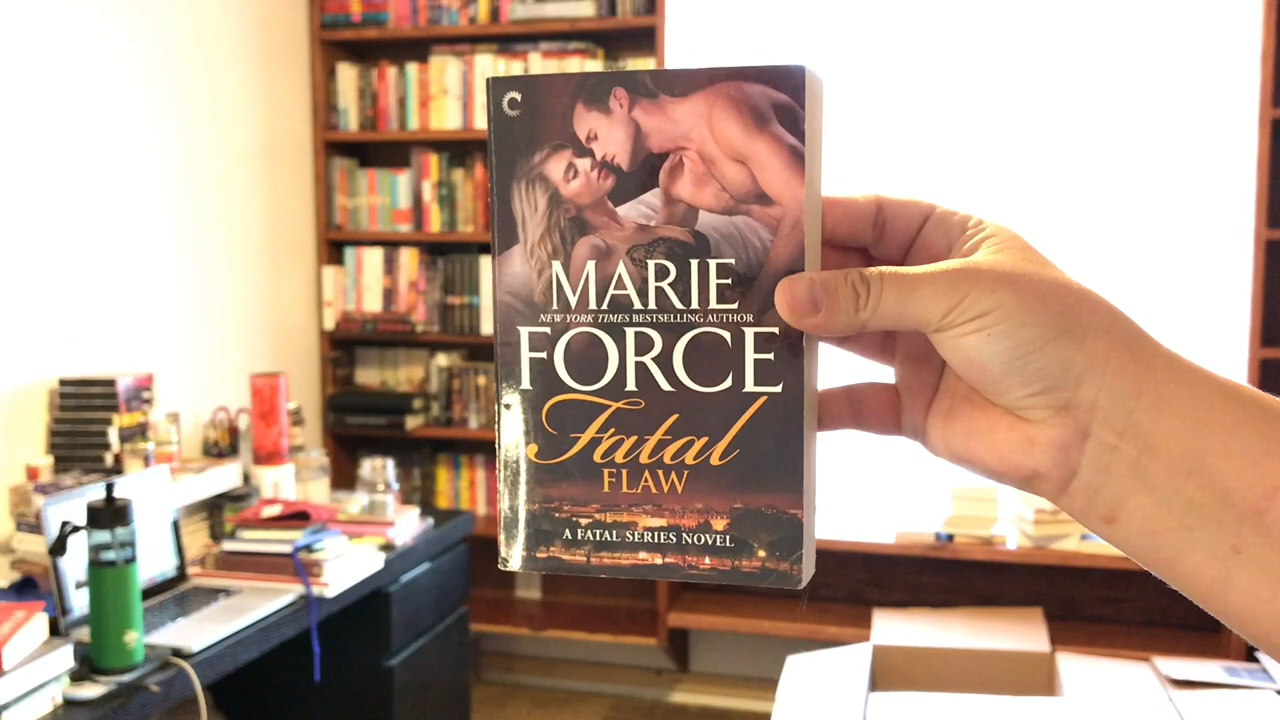 MARIE
NEW YORK TIMES BESTSELLING AUTHOR
FORCE
Fatal
FLAW
A FATAL SERIES NOVEL